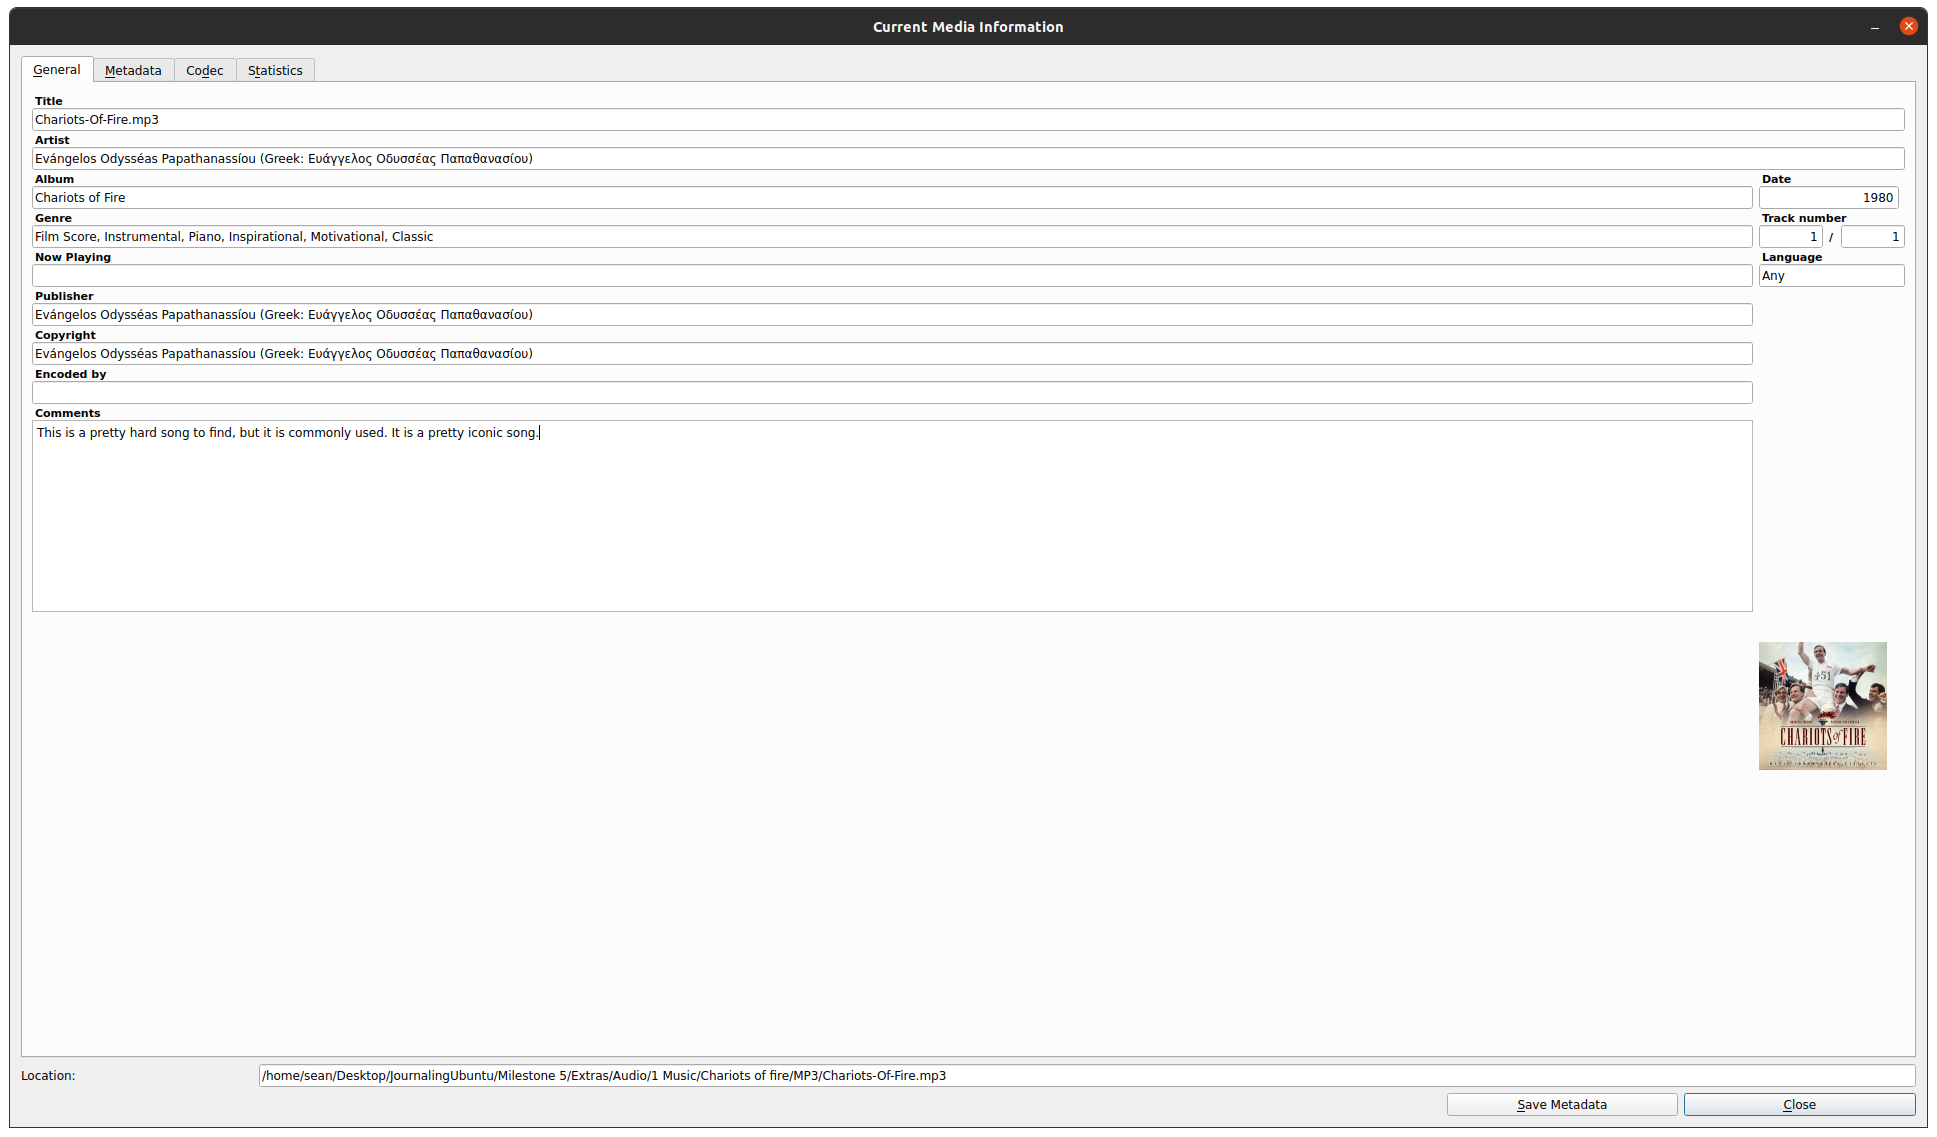 Current Media Information
General Metadata Codec Statistics
Title
Chariots-Of-Fire.mp3
Artist
Evángelos Odysséas Papathanassíou (Greek: Ευάγγελος Οδυσσέας Παπαθανασίου)
Album
Chariots of Fire
Date
1980
Genre
Film Score, Instrumental, Piano, Inspirational, Motivational, Classic
Track number
1 / 1
Now Playing
Language
Any
Publisher
Evángelos Odysséas Papathanassíou (Greek: Ευάγγελος Οδυσσέας Παπαθανασίου)
Copyright
Evángelos Odysséas Papathanassíou (Greek: Ευάγγελος Οδυσσέας Παπαθανασίου)
Encoded by
Comments
This is a pretty hard song to find, but it is commonly used. It is a pretty iconic song.
451
CHARIOTS of FIRE
Location: /home/sean/Desktop/JournalingUbuntu/Milestone 5/Extras/Audio/1 Music/Chariots of fire/MP3/Chariots-Of-Fire.mp3
Save Metadata Close